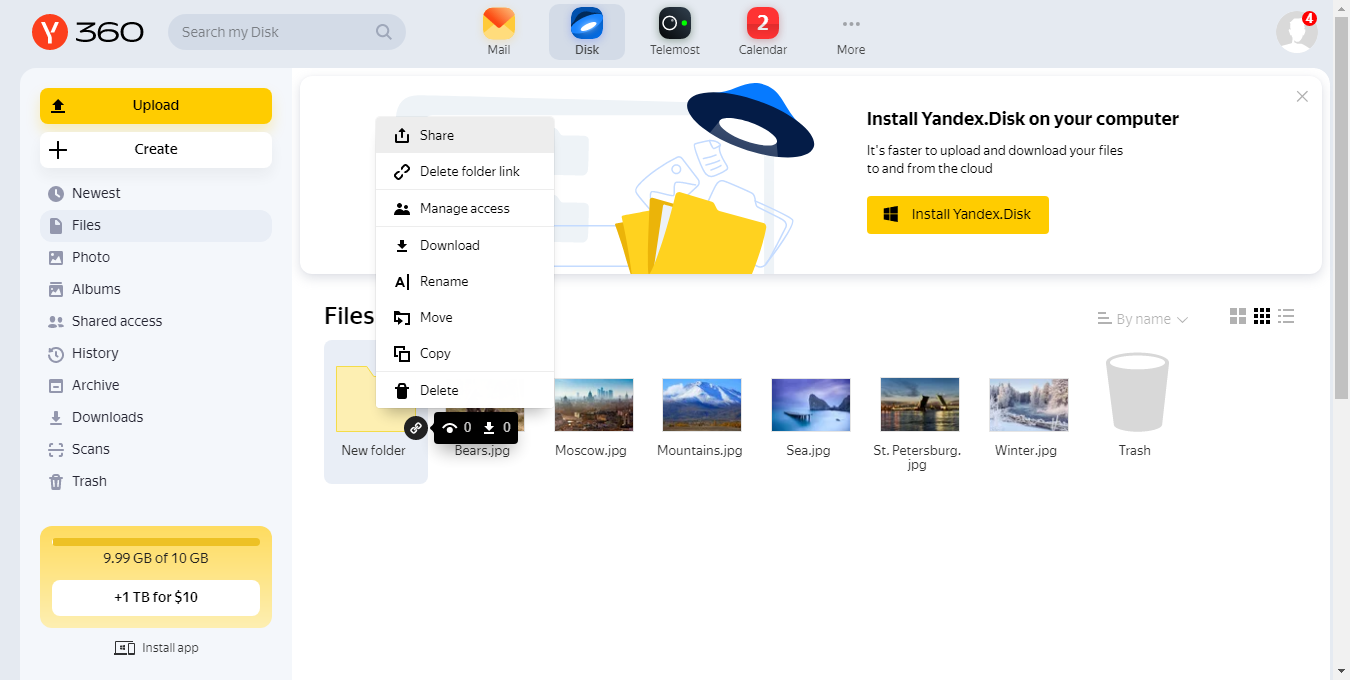 Y 360
Search my Disk
Mail
Disk
Telemost
2
Calendar
More
4
Upload
Create
Newest
Files
Photo
Albums
Shared access
History
Archive
Downloads
Scans
Trash
9.99 GB of 10 GB
+1 TB for $10
Install app
Install Yandex.Disk on your computer
It's faster to upload and download your files
to and from the cloud
Install Yandex.Disk
Share
Delete folder link
Manage access
Download
A Rename
Move
Copy
Delete
Files
By name
0 0
New folder
Bears.jpg
Moscow.jpg
Mountains.jpg
Sea.jpg
St. Petersburg.
jpg
Winter.jpg
Trash